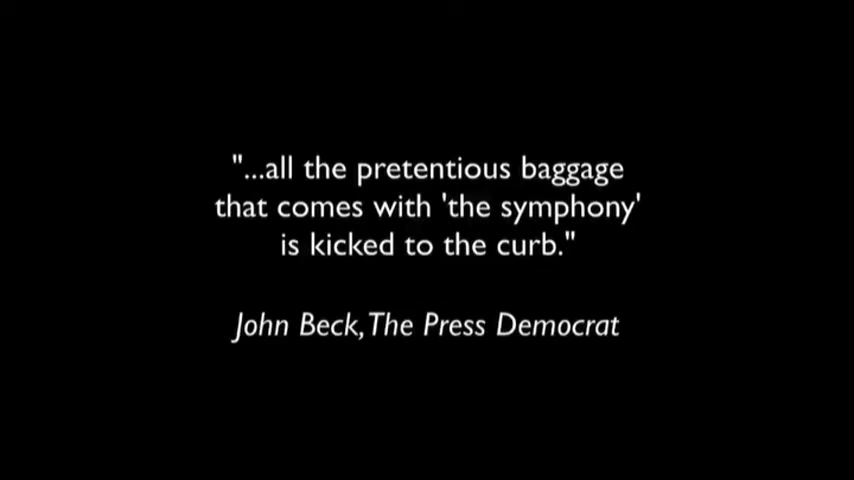 "...all the pretentious baggage
that comes with 'the symphony'
is kicked to the curb."
John Beck, The Press Democrat